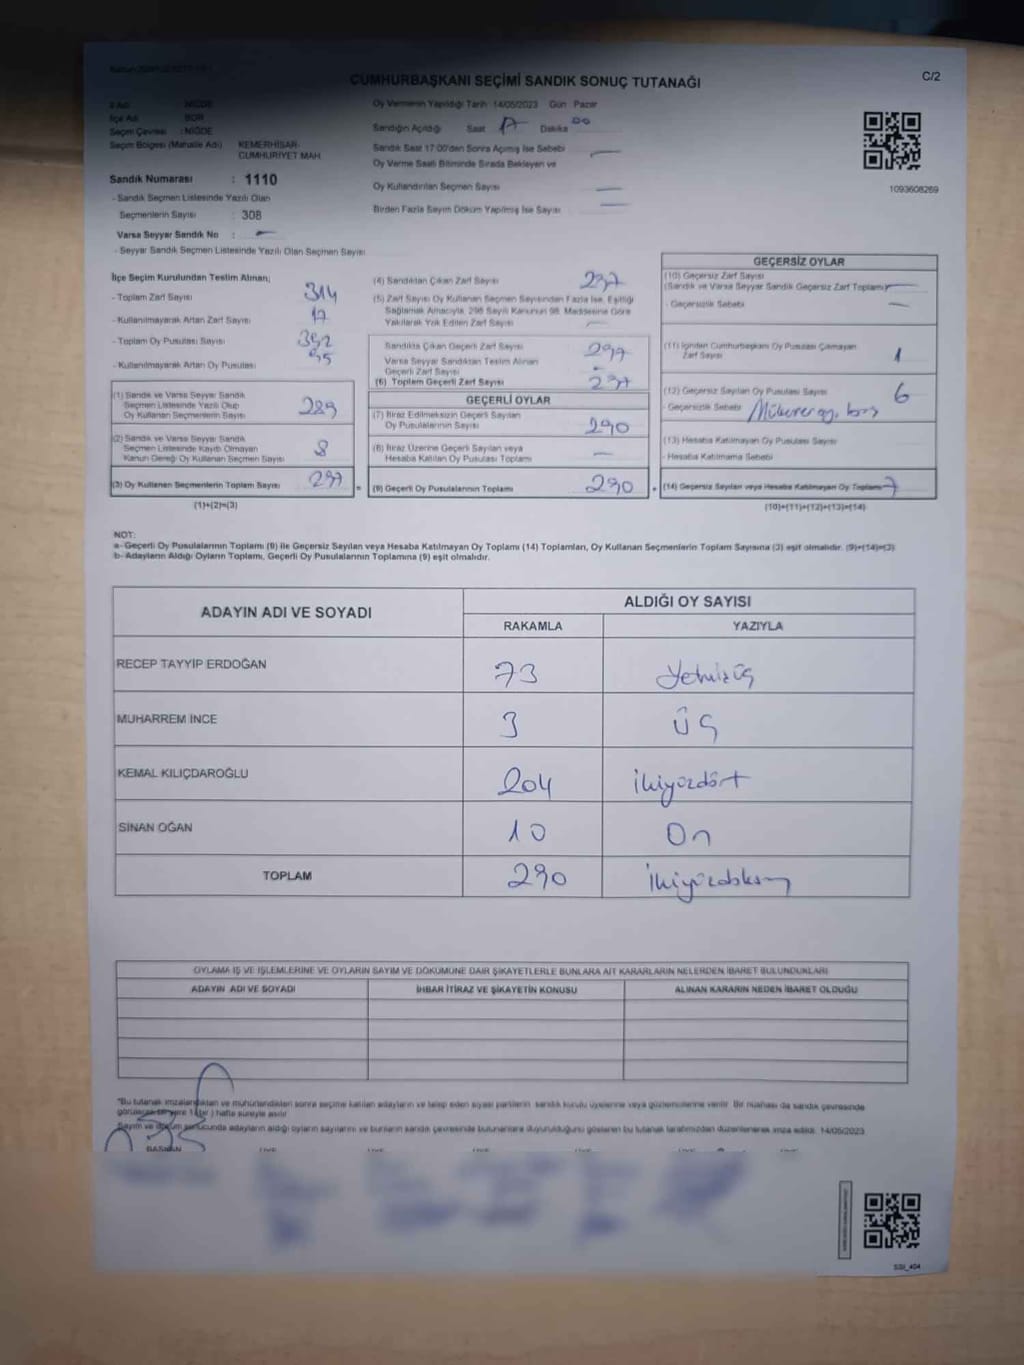 CUMHURBAŞKANI SEÇİMİ SANDIK SONUÇ TUTANAĞI
C/2
İl Adı : NİĞDE
İlçe Adı : BOR
Seçim Çevresi : NİĞDE
Seçim Bölgesi (Mahalle Adı) : KEMERHİSAR-CUMHURİYET MAH.
Sandık Numarası : 1110
- Sandık Seçmen Listesinde Yazılı Olan
Seçmenlerin Sayısı : 308
Varsa Seyyar Sandık No : —
- Seyyar Sandık Seçmen Listesinde Yazılı Olan Seçmen Sayısı
Oy Vermenin Yapıldığı Tarih 14/05/2023 Gün Pazar
Sandığın Açıldığı Saat 17 Dakika 00
Sandık Saat 17:00'den Sonra Açılmış İse Sebebi —
Oy Verme Saati Bitiminde Sırada Bekleyen ve
Oy Kullandırılan Seçmen Sayısı —
Birden Fazla Sayım Döküm Yapılmış İse Sayısı —
1093608269
İlçe Seçim Kurulundan Teslim Alınan;
- Toplam Zarf Sayısı 314
- Kullanılmayarak Artan Zarf Sayısı 17
- Toplam Oy Pusulası Sayısı
- Kullanılmayarak Artan Oy Pusulası
(1) Sandık ve Varsa Seyyar Sandık
Seçmen Listesinde Yazılı Olup
Oy Kullanan Seçmenlerin Sayısı 289
(2) Sandık ve Varsa Seyyar Sandık
Seçmen Listesinde Kayıtlı Olmayan
Kanun Gereği Oy Kullanan Seçmen Sayısı 8
(3) Oy Kullanan Seçmenlerin Toplam Sayısı 297
(1)+(2)=(3)
(4) Sandıktan Çıkan Zarf Sayısı 297
(5) Zarf Sayısı Oy Kullanan Seçmen Sayısından Fazla İse, Eşitliği
Sağlamak Amacıyla, 298 Sayılı Kanunun 98. Maddesine Göre
Yakılarak Yok Edilen Zarf Sayısı —
Sandıkta Çıkan Geçerli Zarf Sayısı 297
Varsa Seyyar Sandıktan Teslim Alınan
Geçerli Zarf Sayısı -
(6) Toplam Geçerli Zarf Sayısı 297
GEÇERLİ OYLAR
(7) İtiraz Edilmeksizin Geçerli Sayılan
Oy Pusulalarının Sayısı 290
(8) İtiraz Üzerine Geçerli Sayılan veya
Hesaba Katılan Oy Pusulası Toplamı —
= (9) Geçerli Oy Pusulalarının Toplamı 290
GEÇERSİZ OYLAR
(10) Geçersiz Zarf Sayısı
(Sandık ve Varsa Seyyar Sandık Geçersiz Zarf Toplamı) —
- Geçersizlik Sebebi —
(11) İçinden Cumhurbaşkanı Oy Pusulası Çıkmayan
Zarf Sayısı 1
(12) Geçersiz Sayılan Oy Pusulası Sayısı 6
- Geçersizlik Sebebi
(13) Hesaba Katılmayan Oy Pusulası Sayısı
- Hesaba Katılmama Sebebi
+ (14) Geçersiz Sayılan veya Hesaba Katılmayan Oy Toplamı 7
(10)+(11)+(12)+(13)=(14)
NOT:
a- Geçerli Oy Pusulalarının Toplamı (9) ile Geçersiz Sayılan veya Hesaba Katılmayan Oy Toplamı (14) Toplamları, Oy Kullanan Seçmenlerin Toplam Sayısına (3) eşit olmalıdır. (9)+(14)=(3)
b- Adayların Aldığı Oyların Toplamı, Geçerli Oy Pusulalarının Toplamına (9) eşit olmalıdır.
ADAYIN ADI VE SOYADI ALDIĞI OY SAYISI
RAKAMLA YAZIYLA
RECEP TAYYİP ERDOĞAN 73 Yetmişüç
MUHARREM İNCE 3 ÜÇ
KEMAL KILIÇDAROĞLU 204 İkiyüzdört
SİNAN OĞAN 10 On
TOPLAM 290 İkiyüzdoksan
OYLAMA İŞ VE İŞLEMLERİNE VE OYLARIN SAYIM VE DÖKÜMÜNE DAİR ŞİKAYETLERLE BUNLARA AİT KARARLARIN NELERDEN İBARET BULUNDUKLARI
ADAYIN ADI VE SOYADI İHBAR İTİRAZ VE ŞİKAYETİN KONUSU ALINAN KARARIN NEDEN İBARET OLDUĞU
"Bu tutanak imzalandıktan ve mühürlendikten sonra seçime katılan adayların ve talep eden siyasi partilerin sandık kurulu üyelerine veya gözlemcilerine verilir. Bir nüshası da sandık çevresinde
görülecek bir yere 1 (Bir) hafta süreyle asılır.
Sayım ve döküm sonucunda adayların aldığı oyların sayılarını ve bunların sandık çevresinde bulunanlara duyurulduğunu gösteren bu tutanak tarafımızdan düzenlenerek imza edildi. 14/05/2023
BAŞKAN
SSI_404